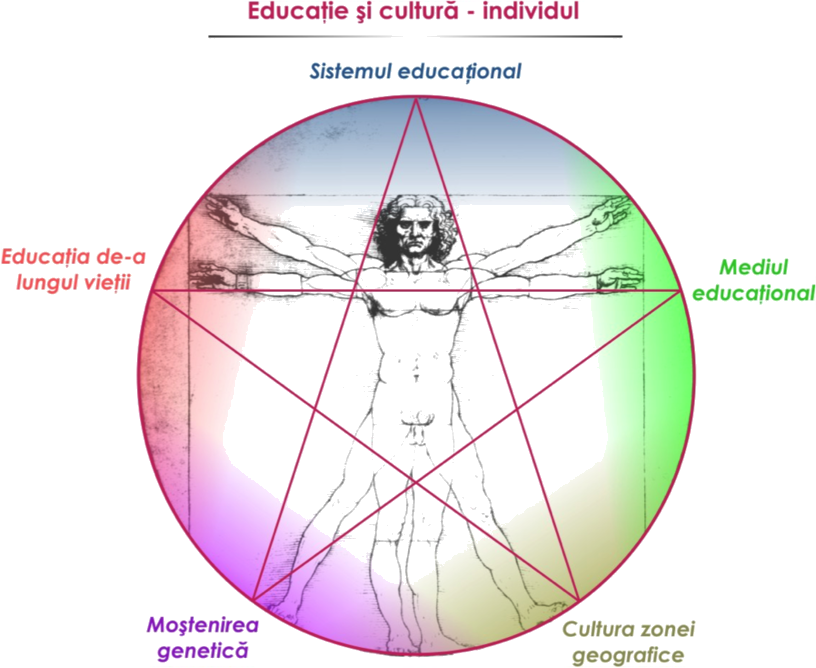 Educație şi cultură - individul
Sistemul educațional
Educația de-a
lungul vieții
Mediul
educațional
Moştenirea
genetică
Cultura zonei
geografice